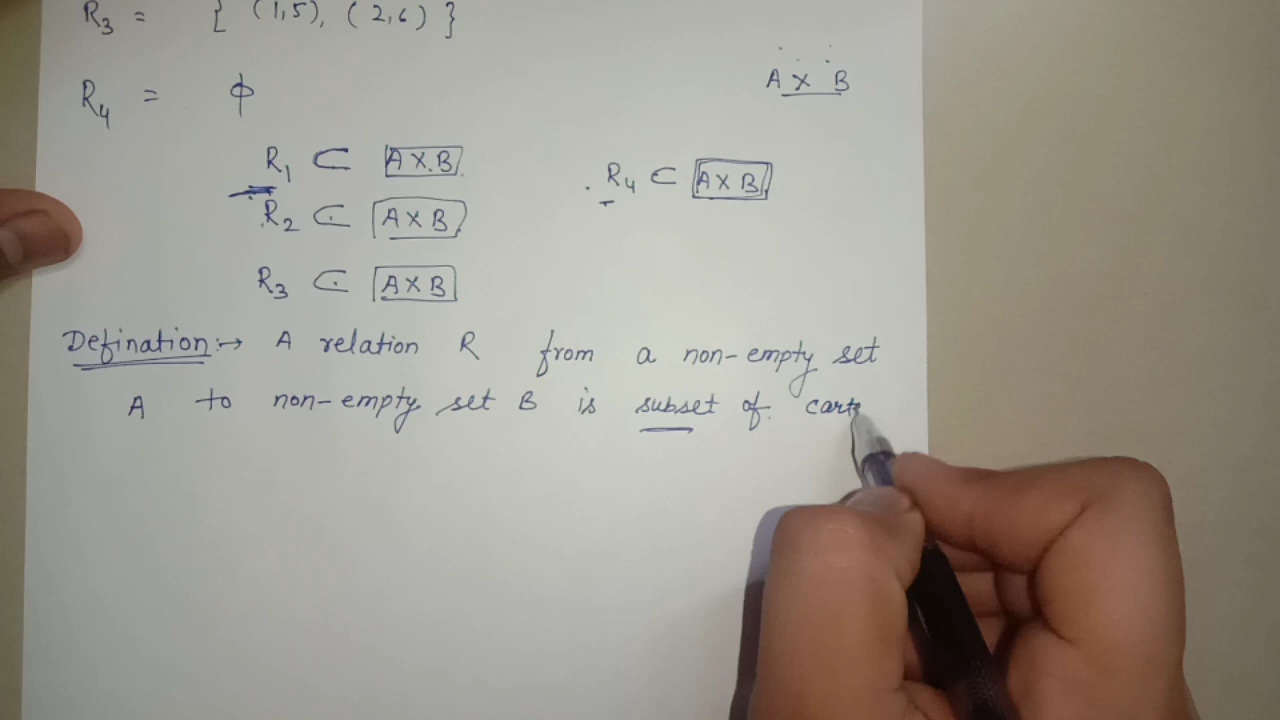 R3 = { (1,5), (2,6) }
R4 = ϕ
A × B
R1 ⊂ A × B
R4 ⊂ A × B
R2 ⊂ A × B
R3 ⊂ A × B
Defination:→ A relation R from a non-empty set
A to non-empty set B is subset of carte